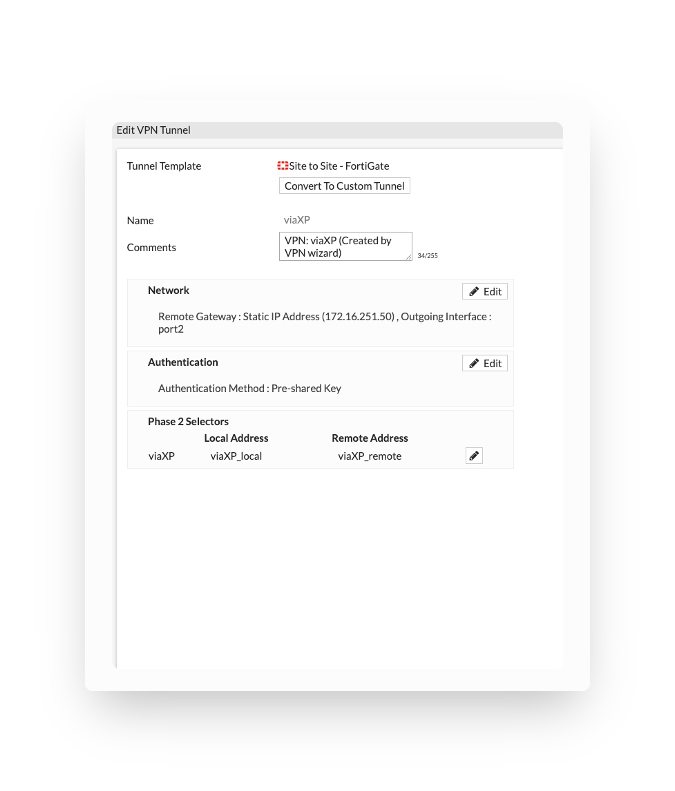 Edit VPN Tunnel
Tunnel Template
Site to Site - FortiGate
Convert To Custom Tunnel
Name
viaXP
Comments
VPN: viaXP (Created by
VPN wizard)
34/255
Network
Edit
Remote Gateway : Static IP Address (172.16.251.50) , Outgoing Interface :
port2
Authentication
Edit
Authentication Method : Pre-shared Key
Phase 2 Selectors
Local Address
Remote Address
viaXP
viaXP_local
viaXP_remote